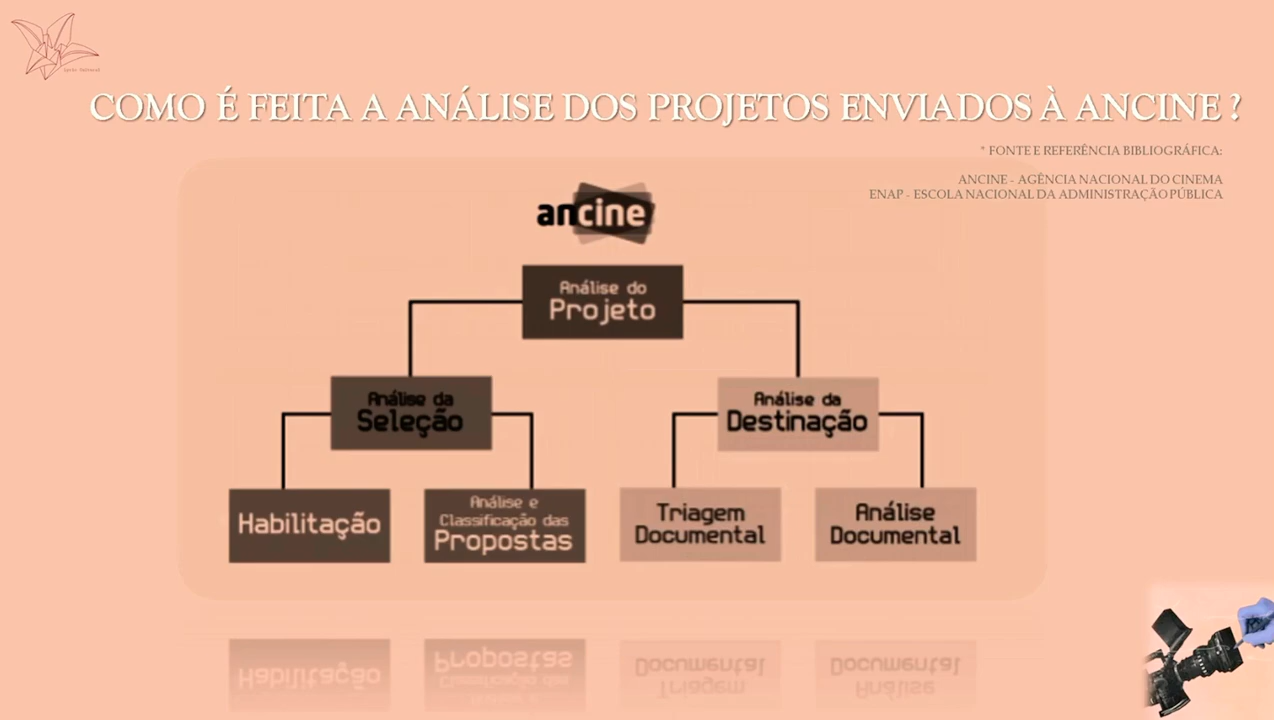 COMO É FEITA A ANÁLISE DOS PROJETOS ENVIADOS À ANCINE ?
* FONTE E REFERÊNCIA BIBLIOGRÁFICA:
ANCINE - AGÊNCIA NACIONAL DO CINEMA
ENAP - ESCOLA NACIONAL DA ADMINISTRAÇÃO PÚBLICA
ancine
Análise do
Projeto
Análise da
Seleção
Análise da
Destinação
Habilitação
Análise e
Classificação das
Propostas
Triagem
Documental
Análise
Documental